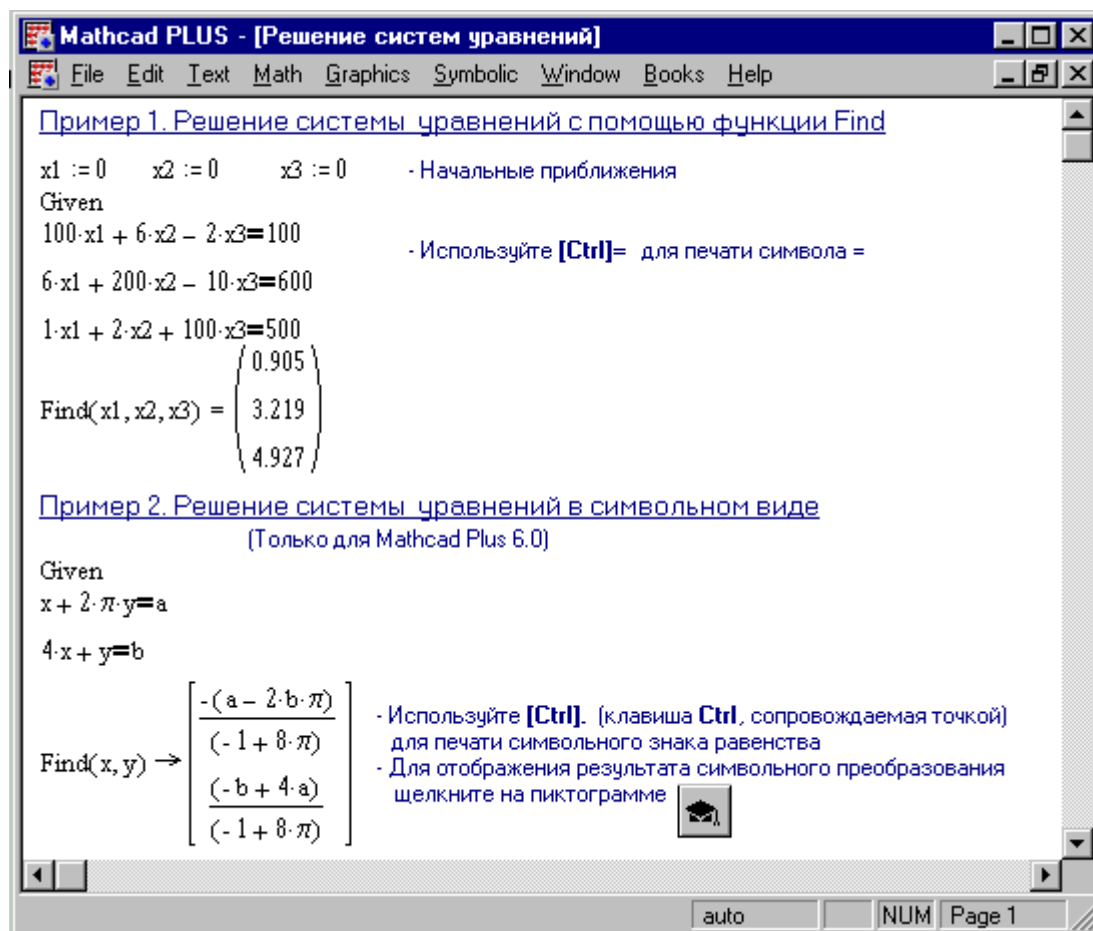 Mathcad PLUS - [Решение систем уравнений]
File Edit Text Math Graphics Symbolic Window Books Help
Пример 1. Решение системы уравнений с помощью функции Find
x1 := 0 x2 := 0 x3 := 0 - Начальные приближения
Given
100·x1 + 6·x2 − 2·x3=100
- Используйте [Ctrl]= для печати символа =
6·x1 + 200·x2 − 10·x3=600
1·x1 + 2·x2 + 100·x3=500
0.905
Find(x1,x2,x3) = 3.219
4.927
Пример 2. Решение системы уравнений в символьном виде
(Только для Mathcad Plus 6.0)
Given
x + 2·π·y=a
4·x + y=b
-(a − 2·b·π)
- Используйте [Ctrl]. (клавиша Ctrl, сопровождаемая точкой)
(- 1 + 8·π)
для печати символьного знака равенства
Find(x,y) →
- Для отображения результата символьного преобразования
(- b + 4·a)
щелкните на пиктограмме
(- 1 + 8·π)
auto NUM Page 1